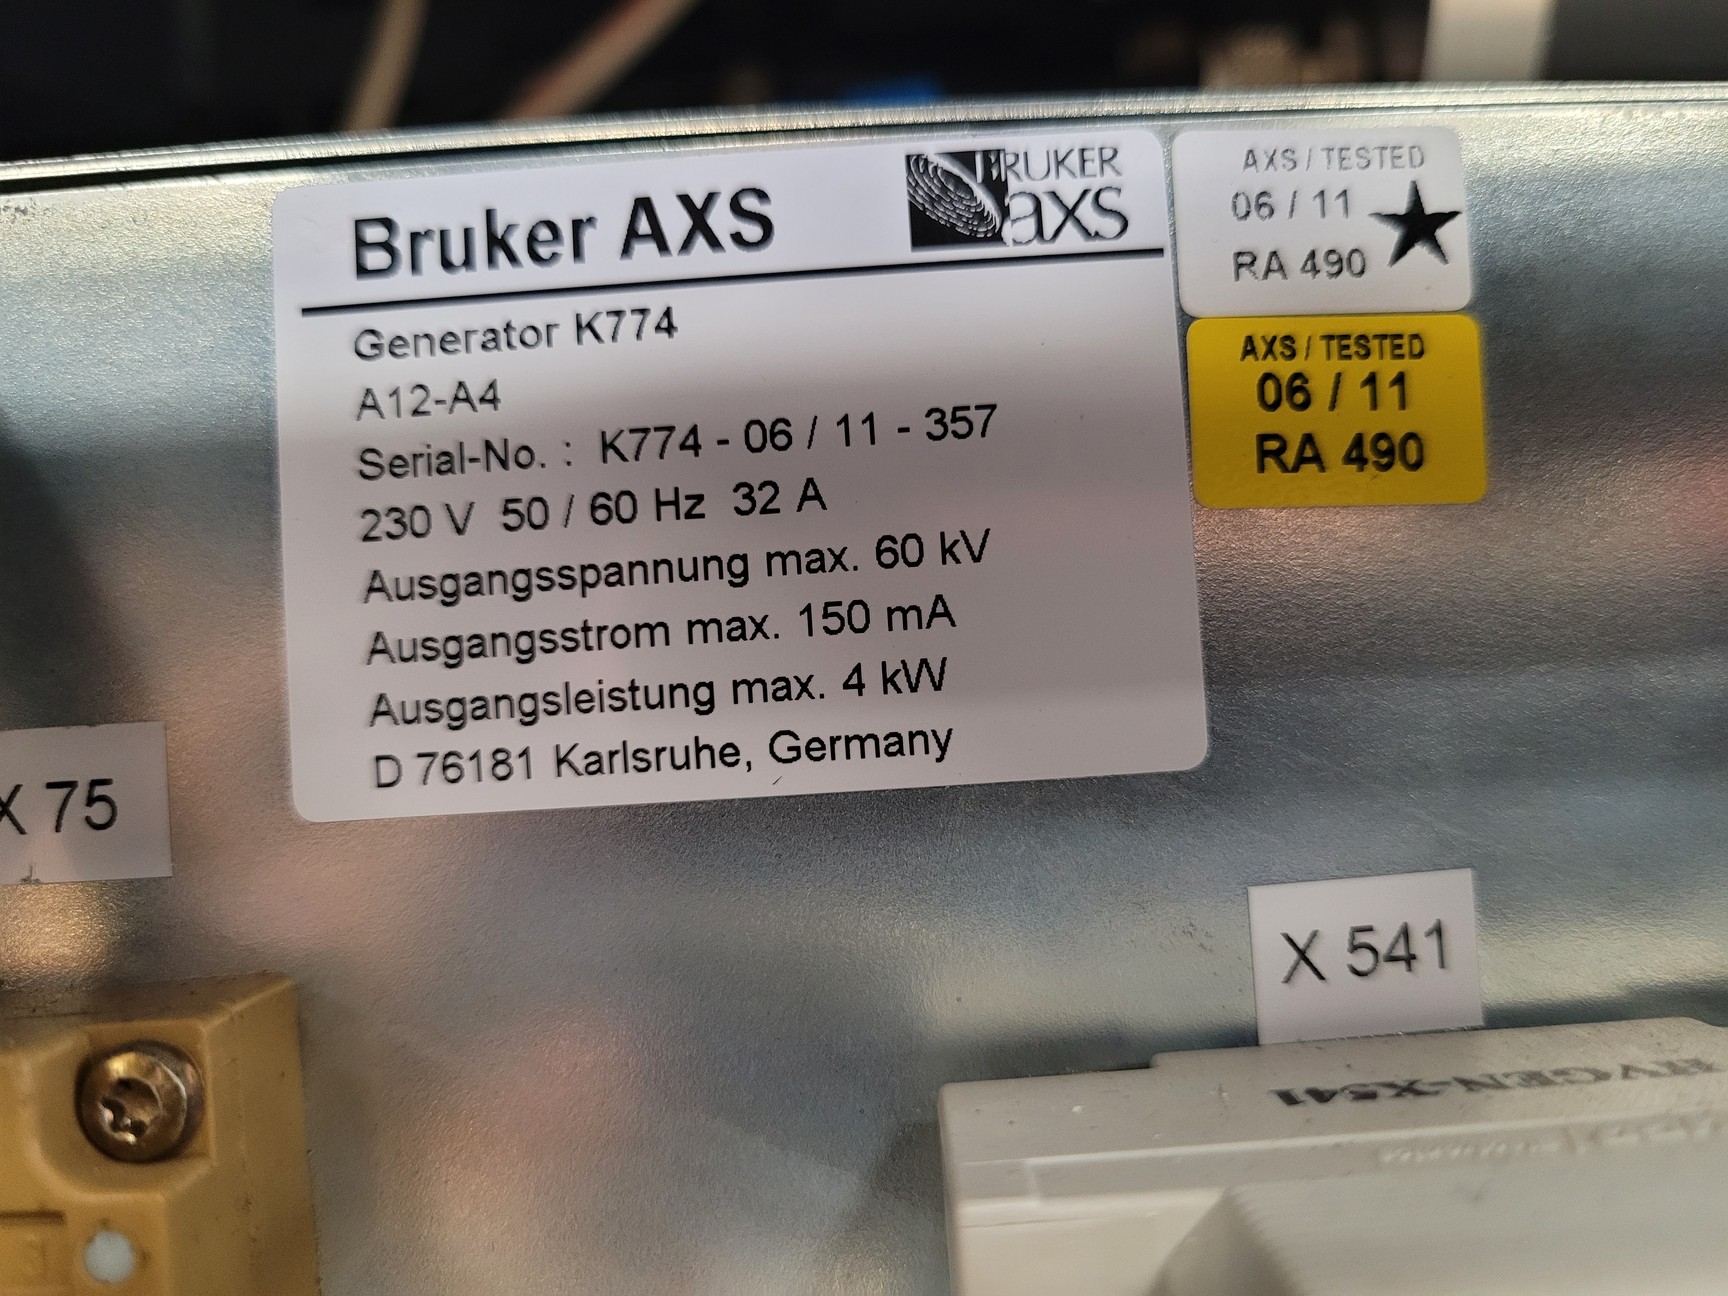 Bruker AXS
BRUKER
axs
Generator K774
A12-A4
Serial-No. : K774 - 06 / 11 - 357
230 V 50 / 60 Hz 32 A
Ausgangsspannung max. 60 kV
Ausgangsstrom max. 150 mA
Ausgangsleistung max. 4 kW
D 76181 Karlsruhe, Germany
AXS / TESTED
06 / 11
RA 490
AXS / TESTED
06 / 11
RA 490
X 75
X 541
HVGEN-X541